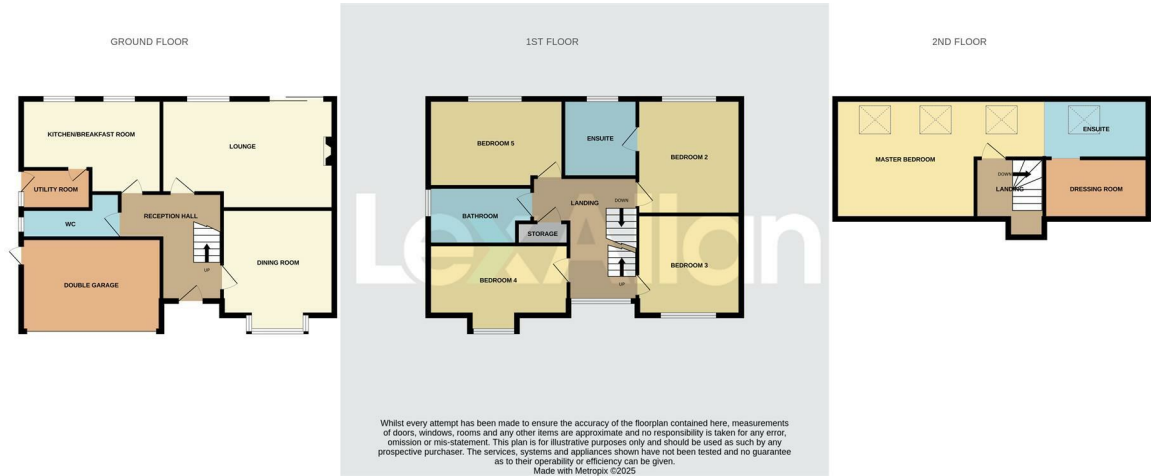 GROUND FLOOR
KITCHEN/BREAKFAST ROOM
LOUNGE
UTILITY ROOM
WC
RECEPTION HALL
UP
DINING ROOM
DOUBLE GARAGE
1ST FLOOR
BEDROOM 5
ENSUITE
BEDROOM 2
BATHROOM
LANDING
DOWN
STORAGE
BEDROOM 4
UP
BEDROOM 3
LexAllan
2ND FLOOR
MASTER BEDROOM
ENSUITE
DOWN
LANDING
DRESSING ROOM
Whilst every attempt has been made to ensure the accuracy of the floorplan contained here, measurements
of doors, windows, rooms and any other items are approximate and no responsibility is taken for any error,
omission or mis-statement. This plan is for illustrative purposes only and should be used as such by any
prospective purchaser. The services, systems and appliances shown have not been tested and no guarantee
as to their operability or efficiency can be given.
Made with Metropix ©2025